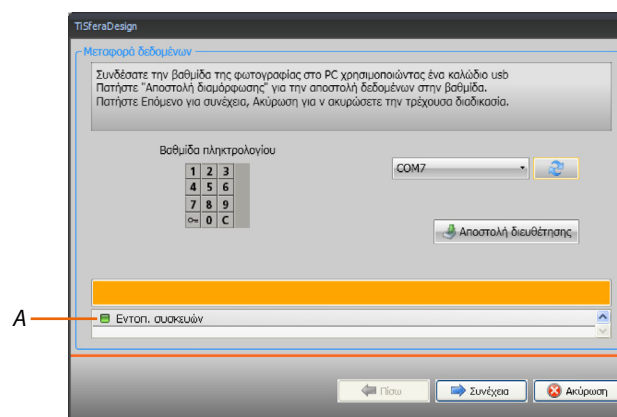 TiSferaDesign
Μεταφορά δεδομένων
Συνδέσατε την βαθμίδα της φωτογραφίας στο PC χρησιμοποιώντας ένα καλώδιο usb
Πατήστε "Αποστολή διαμόρφωσης" για την αποστολή δεδομένων στην βαθμίδα.
Πατήστε Επόμενο για συνέχεια, Ακύρωση για ν ακυρώσετε την τρέχουσα διαδικασία.
Βαθμίδα πληκτρολογίου
COM7
1 2 3
4 5 6
7 8 9
0 C
Αποστολή διευθέτησης
A
Εντοπ. συσκευών
Πίσω
Συνέχεια
Ακύρωση